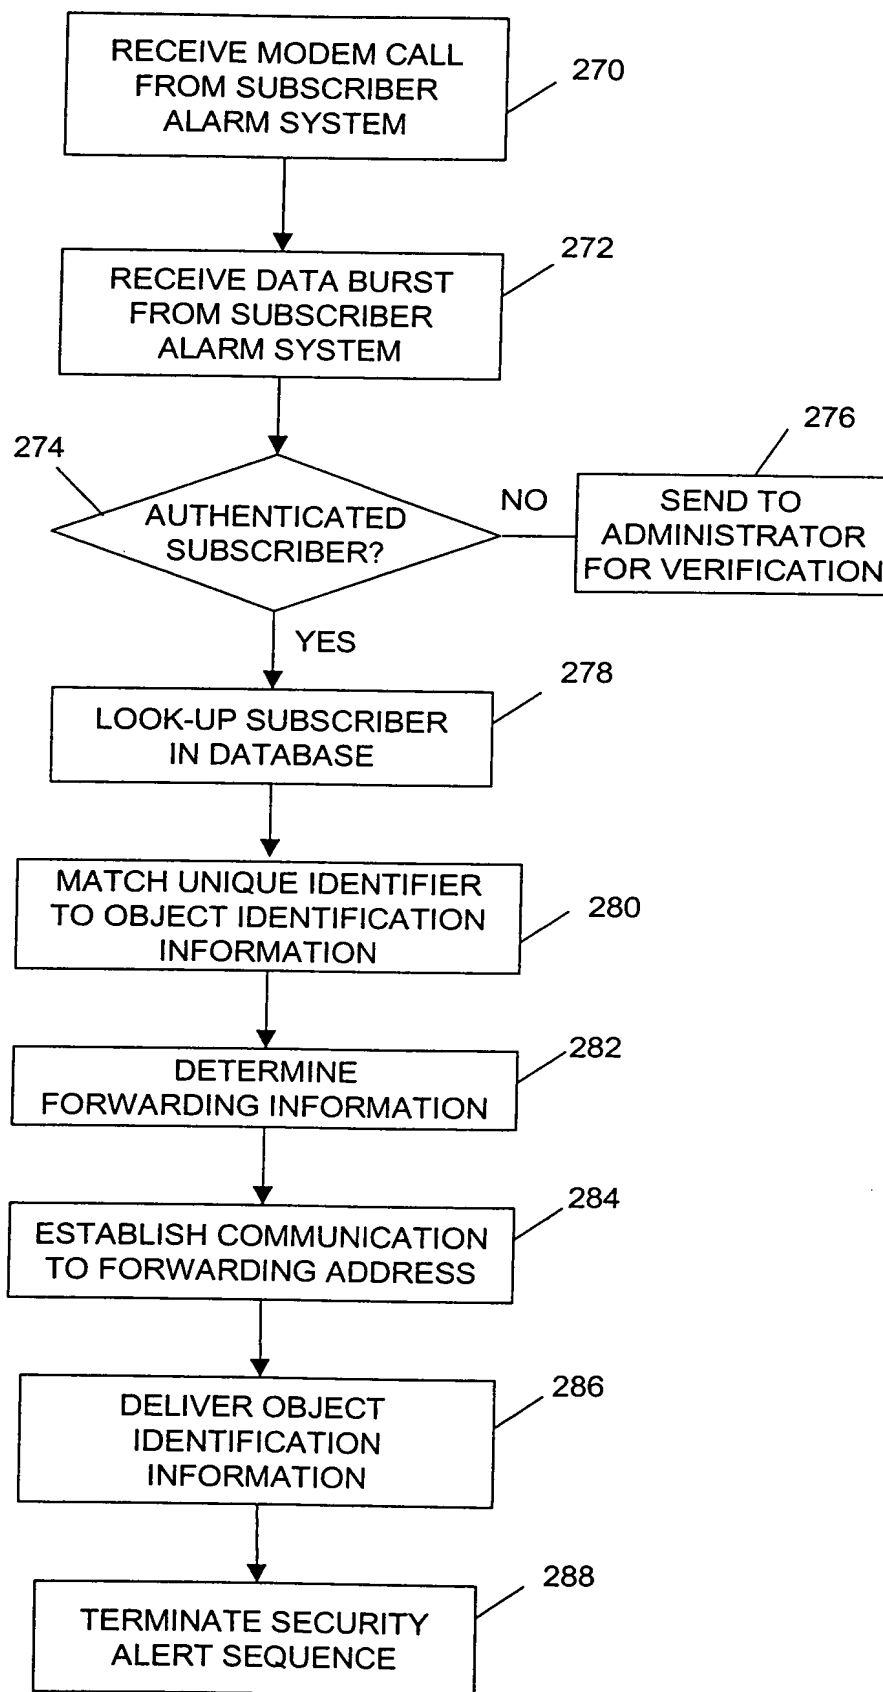 RECEIVE MODEM CALL
FROM SUBSCRIBER
ALARM SYSTEM
270
RECEIVE DATA BURST
FROM SUBSCRIBER
ALARM SYSTEM
272
274
AUTHENTICATED
SUBSCRIBER?
NO
276
SEND TO
ADMINISTRATOR
FOR VERIFICATION
YES
LOOK-UP SUBSCRIBER
IN DATABASE
278
MATCH UNIQUE IDENTIFIER
TO OBJECT IDENTIFICATION
INFORMATION
280
DETERMINE
FORWARDING INFORMATION
282
ESTABLISH COMMUNICATION
TO FORWARDING ADDRESS
284
DELIVER OBJECT
IDENTIFICATION
INFORMATION
286
TERMINATE SECURITY
ALERT SEQUENCE
288